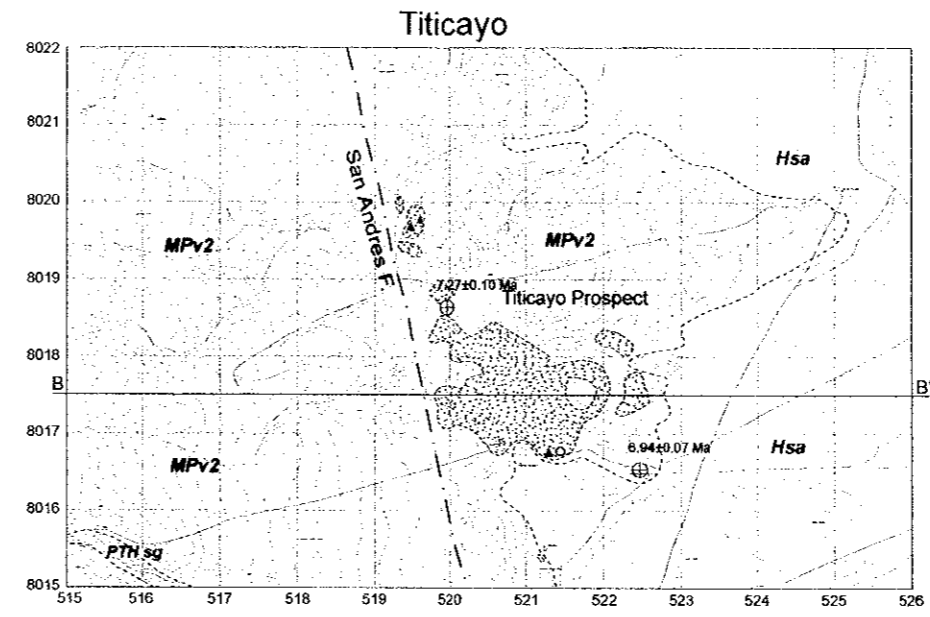 Titicayo
8022
8021
8020
8019
8018
8017
8016
8015
Hsa
San Andres F.
MPv2
MPv2
7.27±0.10 Ma
Titicayo Prospect
B
B'
MPv2
6.94±0.07 Ma
Hsa
PTH sg
515 516 517 518 519 520 521 522 523 524 525 526